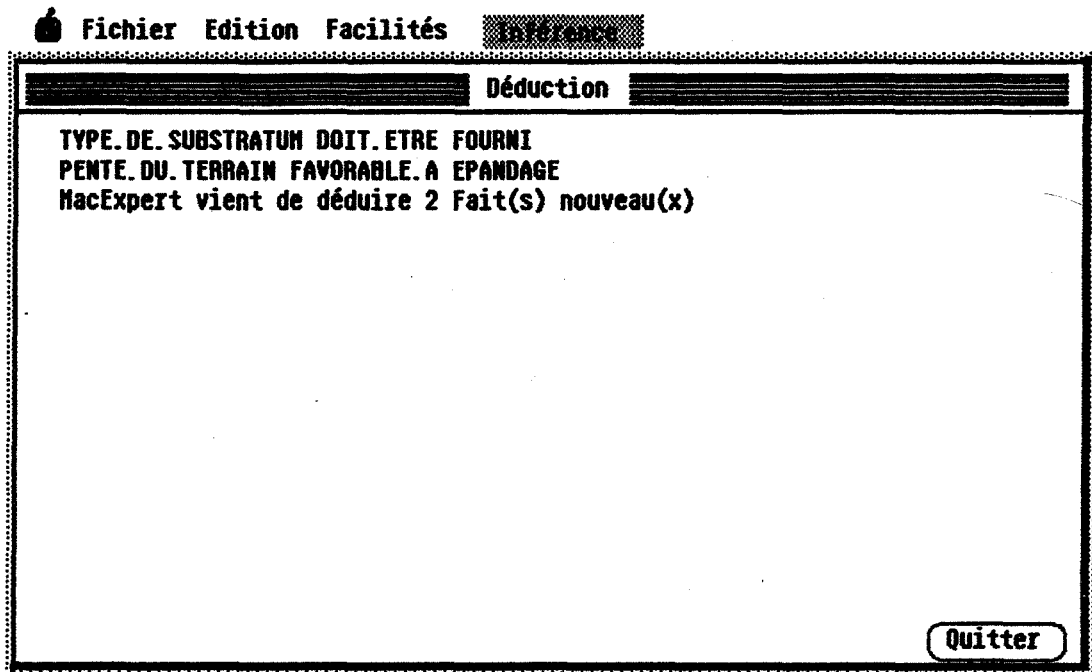 Fichier Edition Facilités Inférence
Déduction
TYPE.DE.SUBSTRATUM DOIT.ETRE FOURNI
PENTE.DU.TERRAIN FAVORABLE.A EPANDAGE
MacExpert vient de déduire 2 Fait(s) nouveau(x)
Quitter